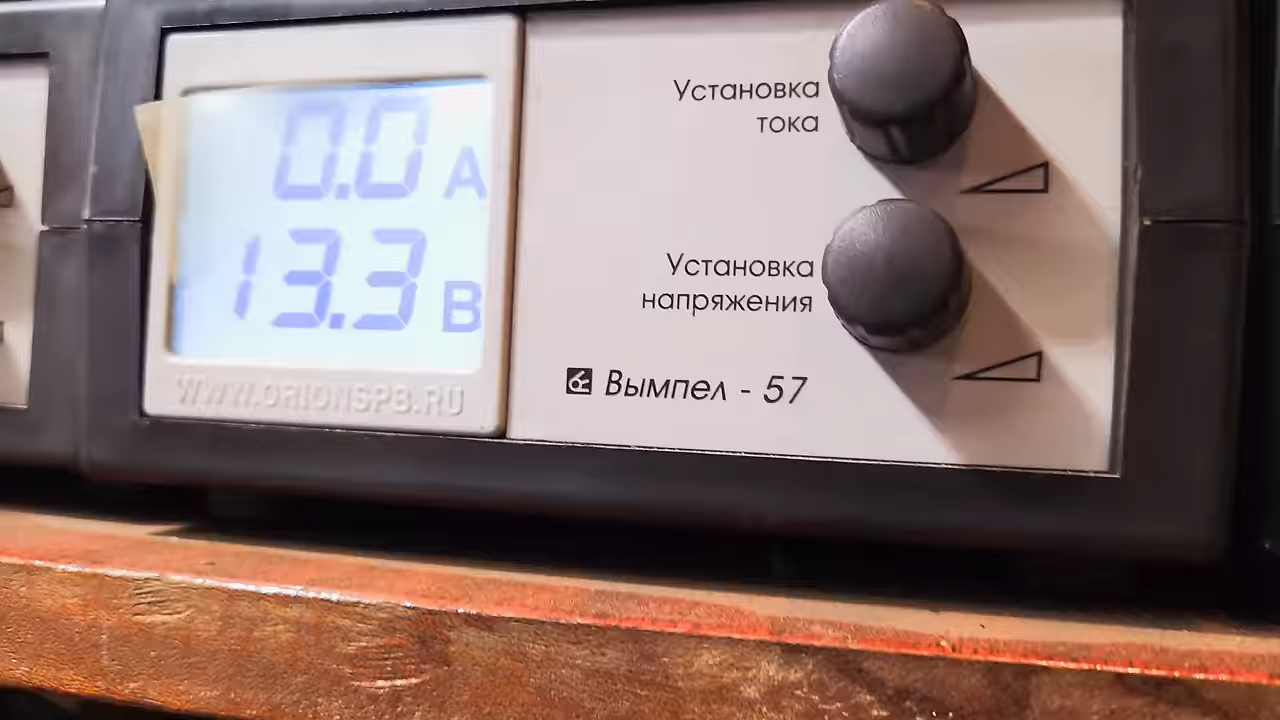 0.0 А
13.3 В
WWW.ORIONSPB.RU
Установка
тока
Установка
напряжения
Вымпел - 57